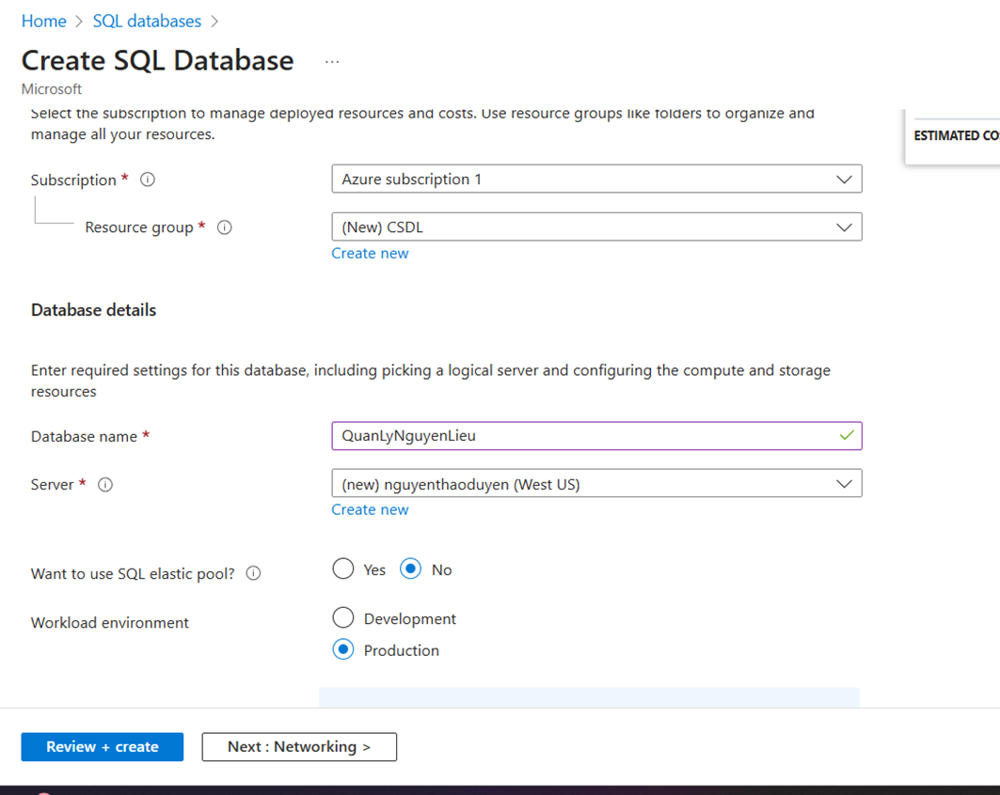 Home > SQL databases >
Create SQL Database ...
Microsoft
Select the subscription to manage deployed resources and costs. Use resource groups like folders to organize and
manage all your resources.
ESTIMATED CO
Subscription *
Azure subscription 1
Resource group *
(New) CSDL
Create new
Database details
Enter required settings for this database, including picking a logical server and configuring the compute and storage
resources
Database name *
QuanLyNguyenLieu
Server *
(new) nguyenthaoduyen (West US)
Create new
Want to use SQL elastic pool?
Yes No
Workload environment
Development
Production
Review + create
Next : Networking >